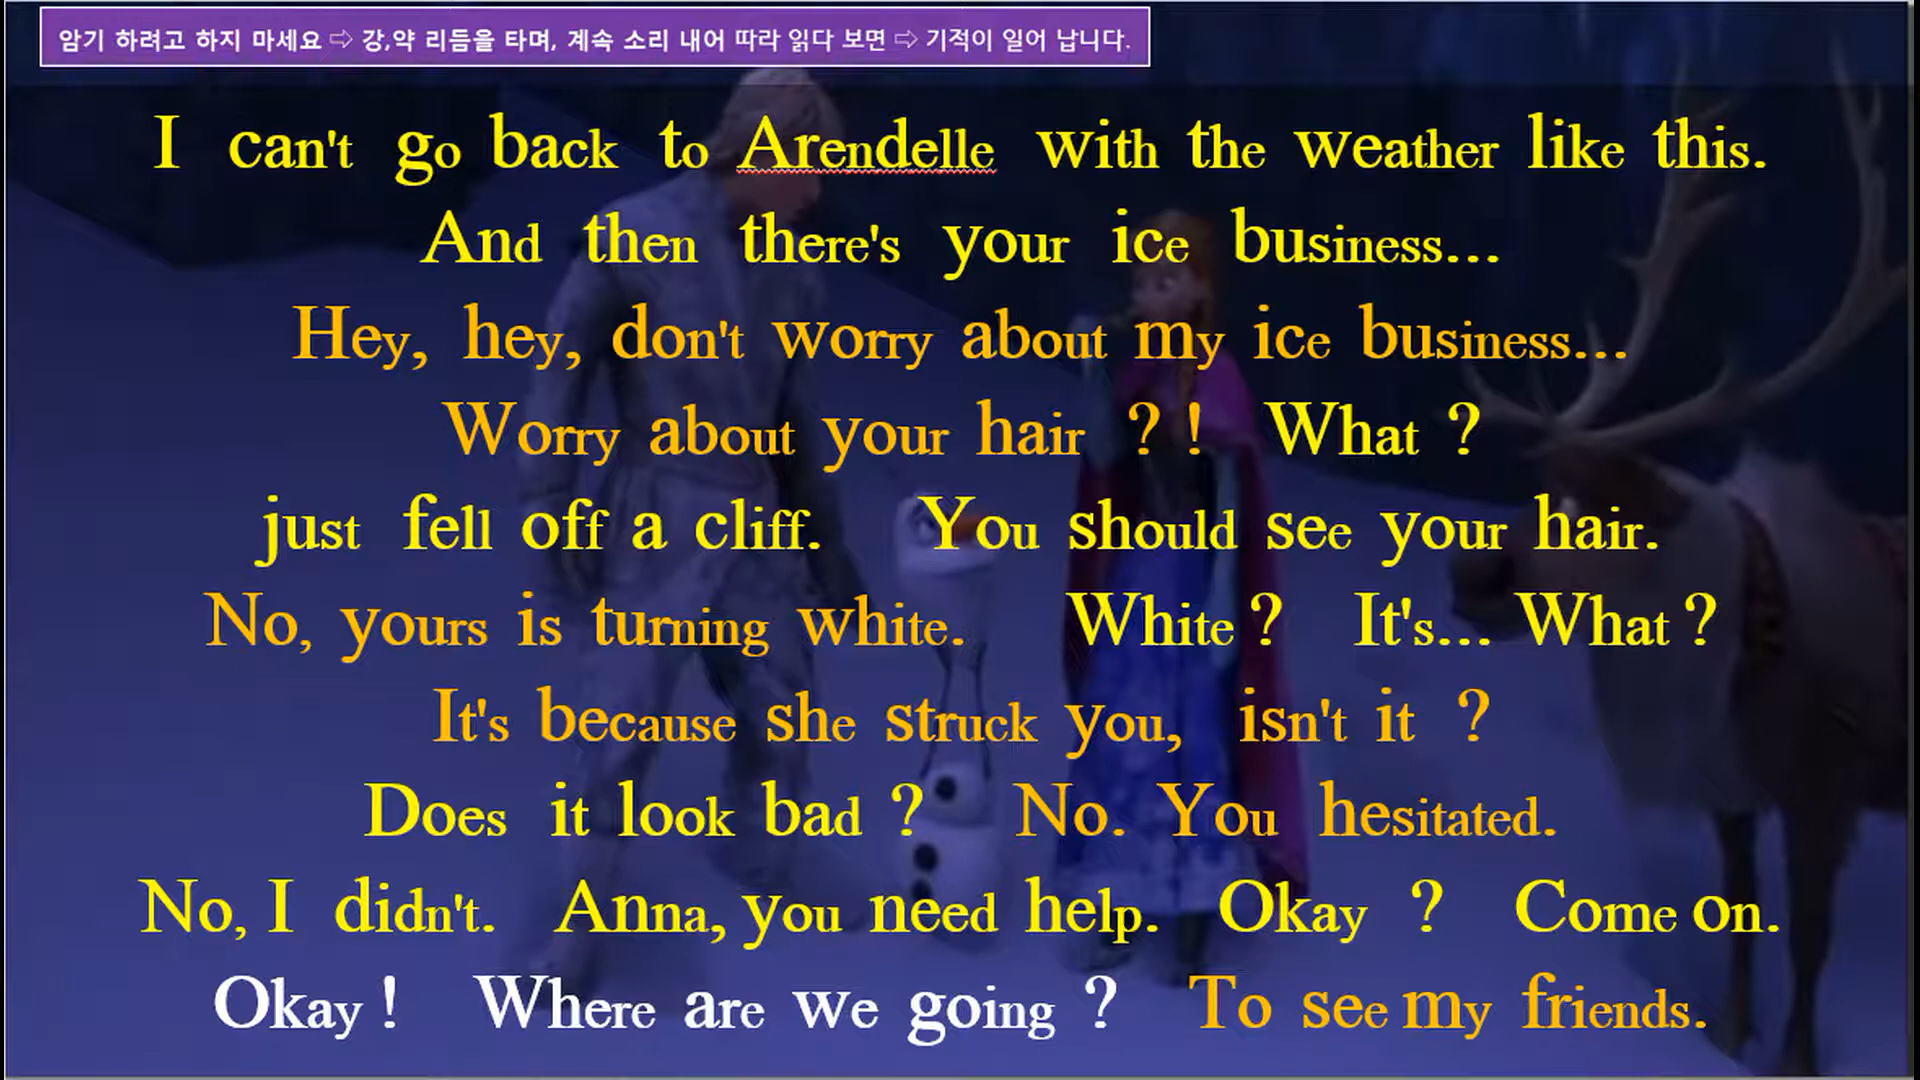 암기 하려고 하지 마세요 ⇨ 강,약 리듬을 타며, 계속 소리 내어 따라 읽다 보면 ⇨ 기적이 일어 납니다.
I can't go back to Arendelle with the weather like this.
And then there's your ice business...
Hey, hey, don't worry about my ice business...
Worry about your hair ? ! What ?
just fell off a cliff. You should see your hair.
No, yours is turning white. White ? It's... What ?
It's because she struck you, isn't it ?
Does it look bad ? No. You hesitated.
No, I didn't. Anna, you need help. Okay ? Come on.
Okay ! Where are we going ? To see my friends.